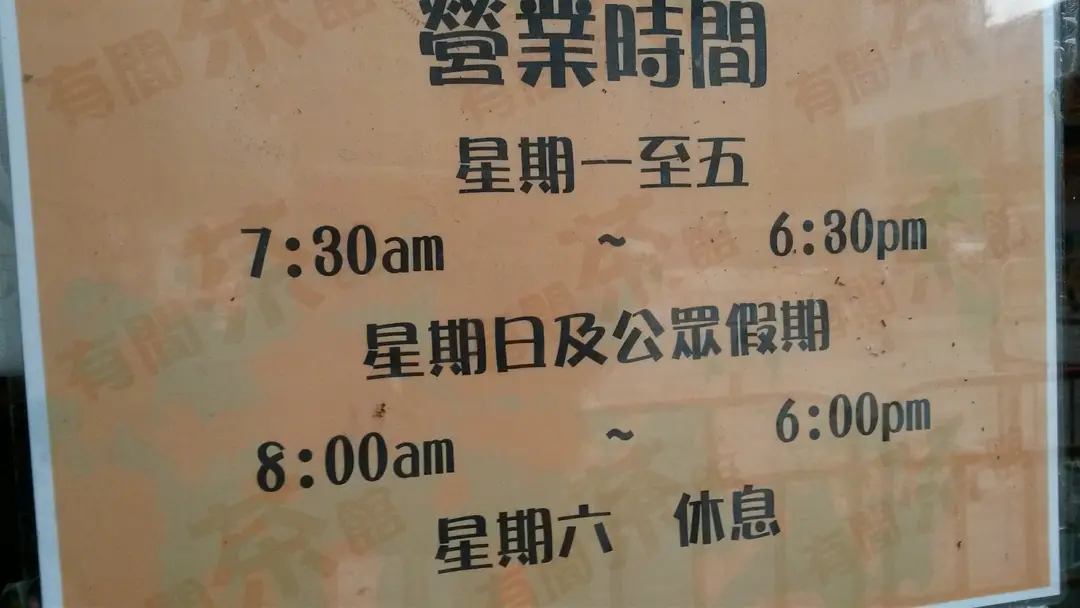 營業時間
星期一至五
7:30am ~ 6:30pm
星期日及公眾假期
8:00am ~ 6:00pm
星期六 休息